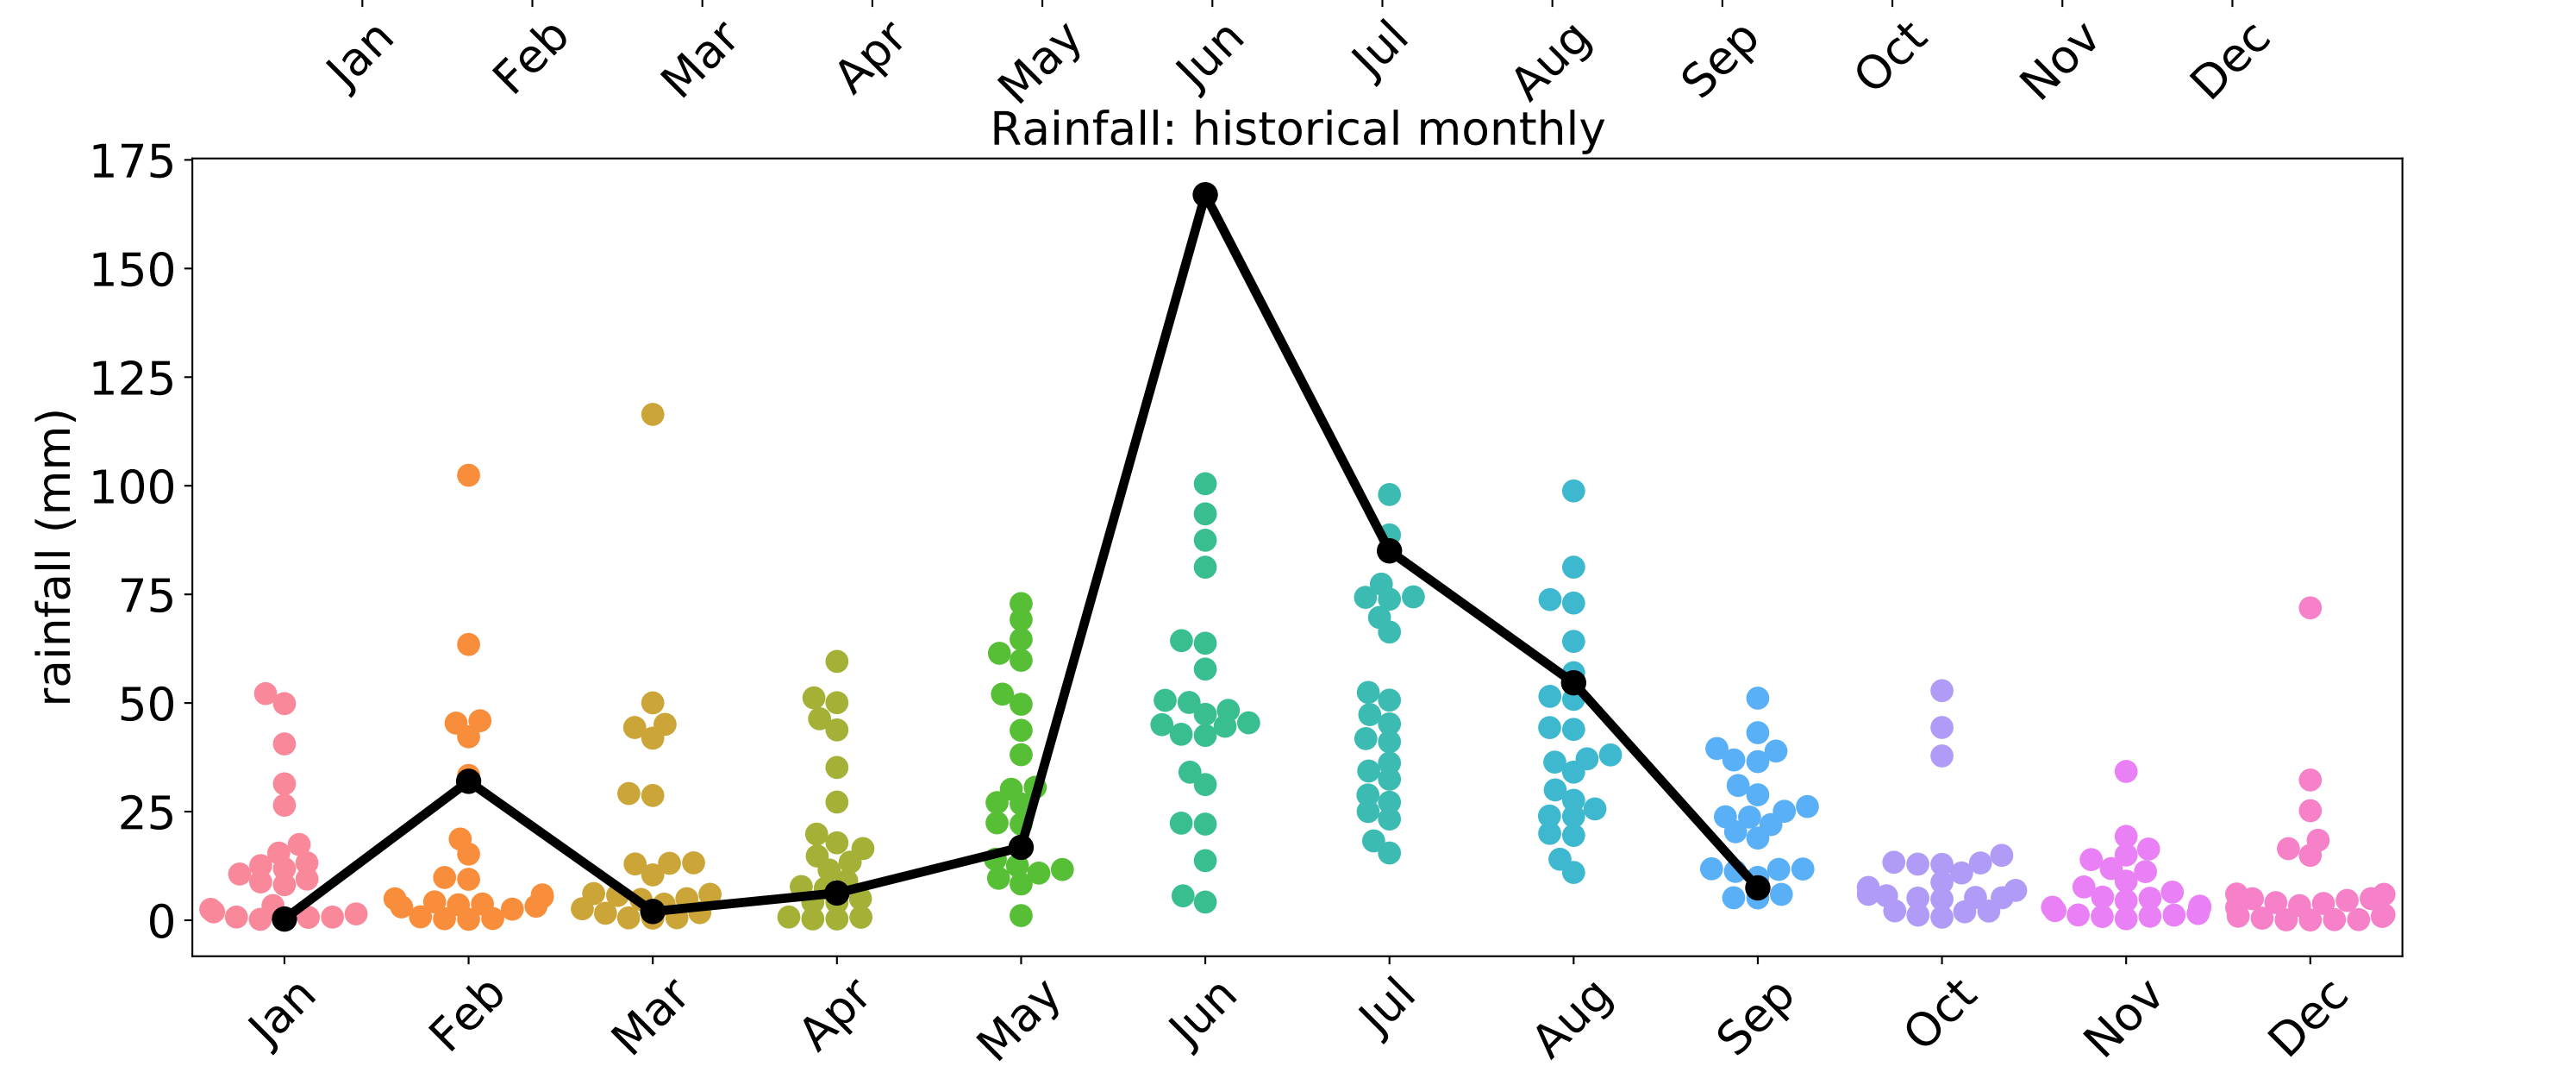 Jan Feb Mar Apr May Jun Jul Aug Sep Oct Nov Dec
Rainfall: historical monthly
175
150
125
100
75
50
25
0
rainfall (mm)
Jan Feb Mar Apr May Jun Jul Aug Sep Oct Nov Dec